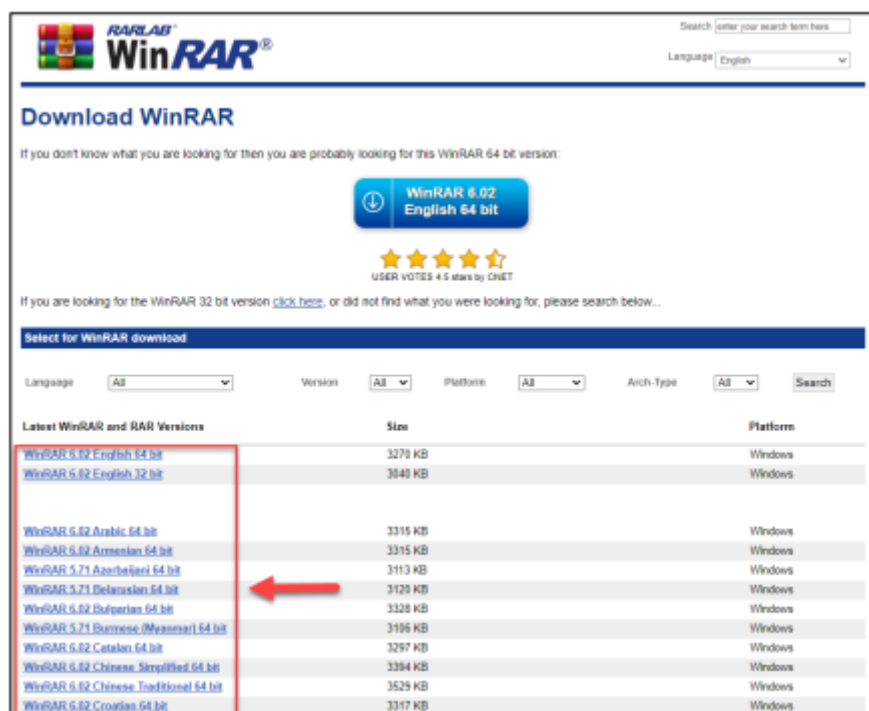 RARLAB
WinRAR®
Search enter your search term here
Language English
Download WinRAR
If you don't know what you are looking for then you are probably looking for this WinRAR 64 bit version:
WinRAR 6.02
English 64 bit
USER VOTES 4.5 stars by CNET
If you are looking for the WinRAR 32 bit version click here, or did not find what you were looking for, please search below...
Select for WinRAR download
Language All Version All Platform All Arch-Type All Search
Latest WinRAR and RAR Versions Size Platform
WinRAR 6.02 English 64 bit 3270 KB Windows
WinRAR 6.02 English 32 bit 3040 KB Windows
WinRAR 6.02 Arabic 64 bit 3315 KB Windows
WinRAR 6.02 Armenian 64 bit 3315 KB Windows
WinRAR 5.71 Azerbaijani 64 bit 3113 KB Windows
WinRAR 5.71 Belarusian 64 bit 3120 KB Windows
WinRAR 6.02 Bulgarian 64 bit 3328 KB Windows
WinRAR 5.71 Burmese (Myanmar) 64 bit 3106 KB Windows
WinRAR 6.02 Catalan 64 bit 3297 KB Windows
WinRAR 6.02 Chinese Simplified 64 bit 3394 KB Windows
WinRAR 6.02 Chinese Traditional 64 bit 3529 KB Windows
WinRAR 6.02 Croatian 64 bit 3317 KB Windows